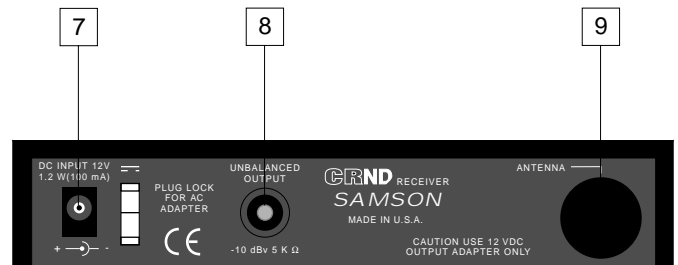 7
8
9
DC INPUT 12V
1.2 W(100 mA)
+ -
PLUG LOCK
FOR AC
ADAPTER
CE
UNBALANCED
OUTPUT
-10 dBv 5 K Ω
CRND RECEIVER
SAMSON
MADE IN U.S.A.
ANTENNA
CAUTION USE 12 VDC
OUTPUT ADAPTER ONLY